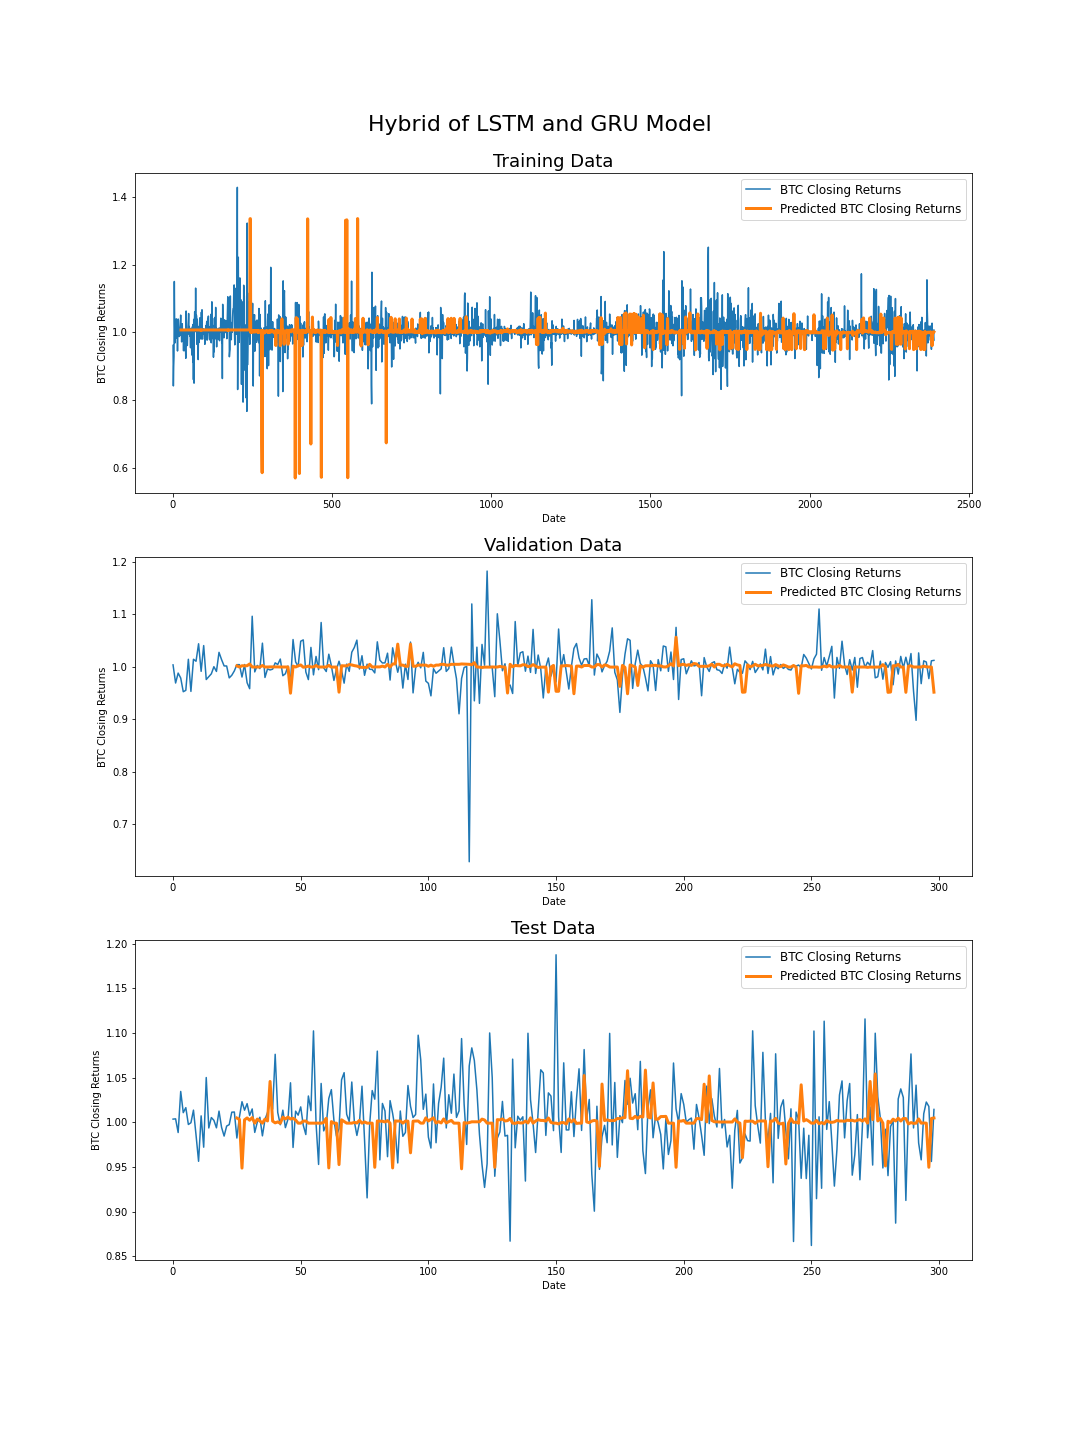 Hybrid of LSTM and GRU Model
Training Data
BTC Closing Returns
Predicted BTC Closing Returns
BTC Closing Returns
1.4
1.2
1.0
0.8
0.6
0 500 1000 1500 2000 2500
Date
Validation Data
BTC Closing Returns
Predicted BTC Closing Returns
BTC Closing Returns
1.2
1.1
1.0
0.9
0.8
0.7
0 50 100 150 200 250 300
Date
Test Data
BTC Closing Returns
Predicted BTC Closing Returns
BTC Closing Returns
1.20
1.15
1.10
1.05
1.00
0.95
0.90
0.85
0 50 100 150 200 250 300
Date